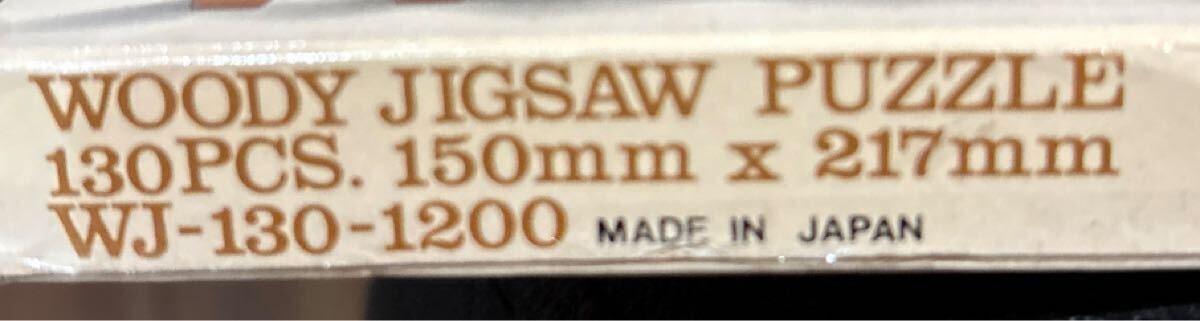 WOODY JIGSAW PUZZLE
130PCS. 150mm x 217mm
WJ-130-1200 MADE IN JAPAN